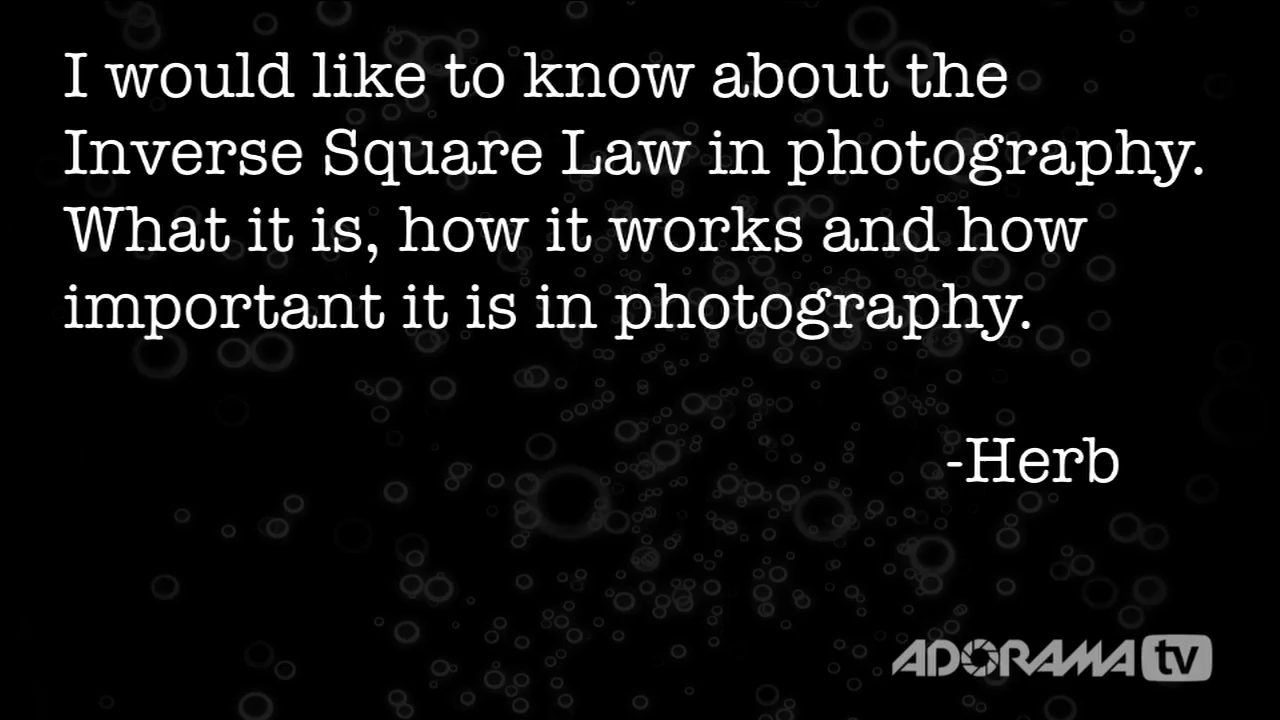 I would like to know about the
Inverse Square Law in photography.
What it is, how it works and how
important it is in photography.
-Herb
ADORAMA tv